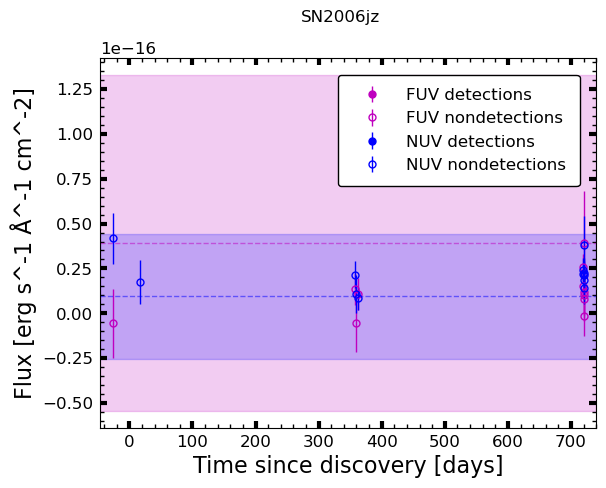 SN2006jz
1e−16
FUV detections
FUV nondetections
NUV detections
NUV nondetections
1.25
1.00
0.75
0.50
0.25
0.00
−0.25
−0.50
Flux [erg s^-1 Å^-1 cm^-2]
0 100 200 300 400 500 600 700
Time since discovery [days]